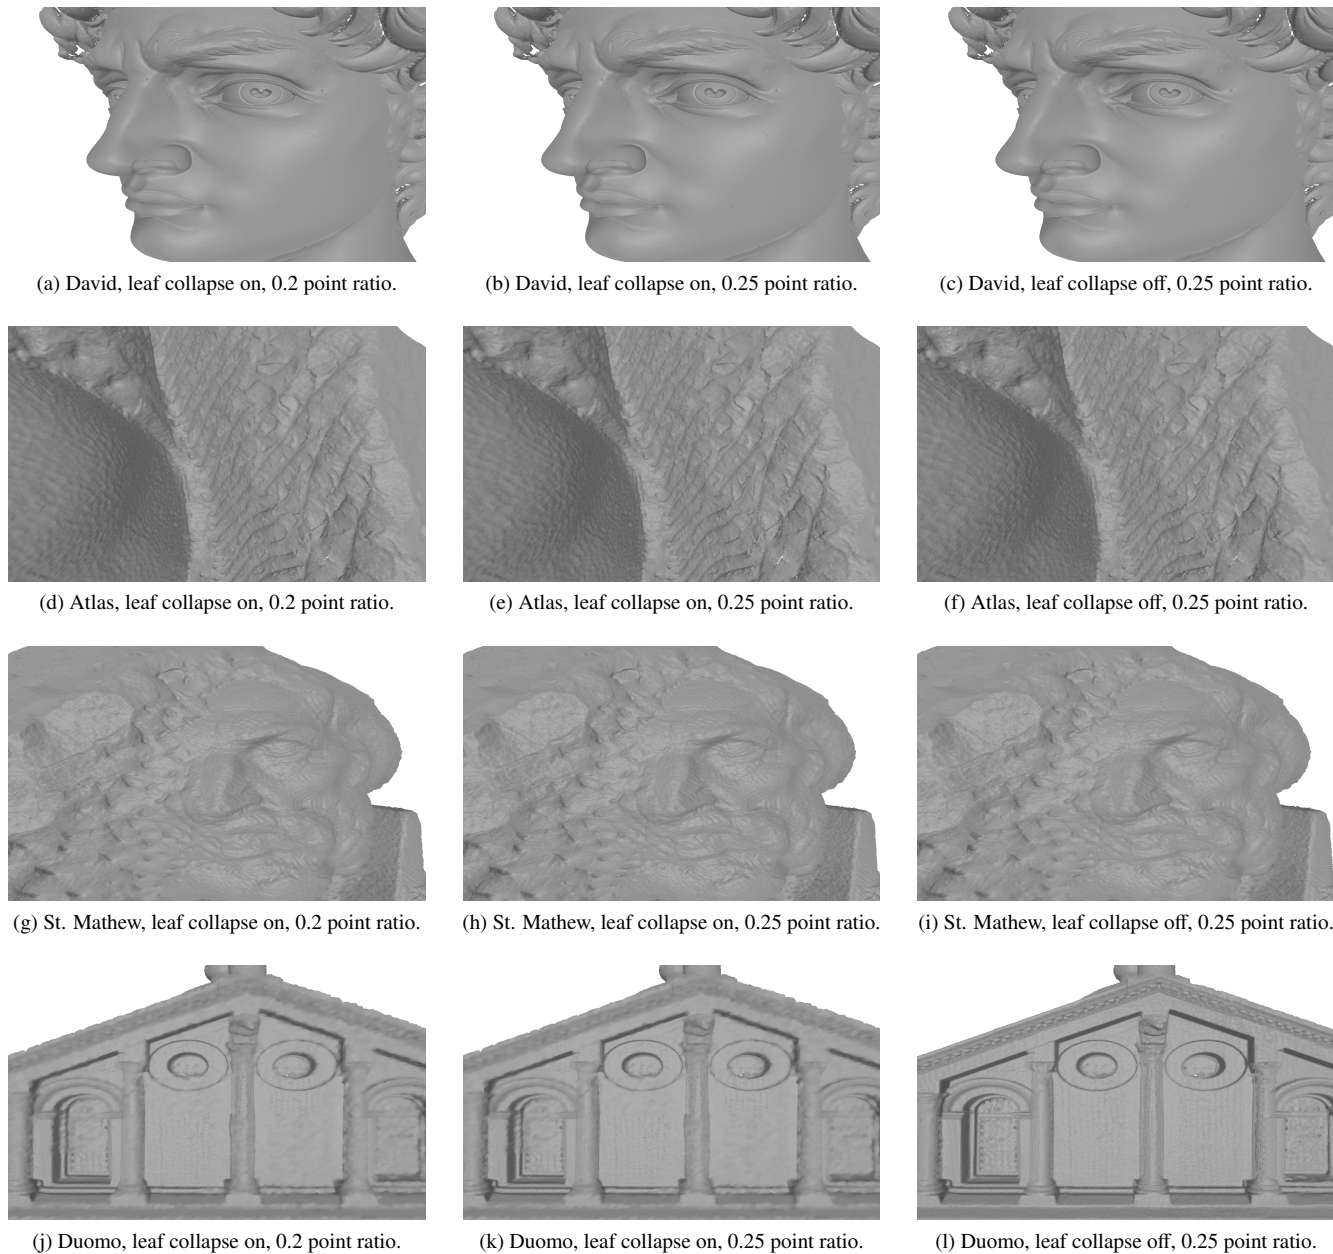 (a) David, leaf collapse on, 0.2 point ratio.
(b) David, leaf collapse on, 0.25 point ratio.
(c) David, leaf collapse off, 0.25 point ratio.
(d) Atlas, leaf collapse on, 0.2 point ratio.
(e) Atlas, leaf collapse on, 0.25 point ratio.
(f) Atlas, leaf collapse off, 0.25 point ratio.
(g) St. Mathew, leaf collapse on, 0.2 point ratio.
(h) St. Mathew, leaf collapse on, 0.25 point ratio.
(i) St. Mathew, leaf collapse off, 0.25 point ratio.
(j) Duomo, leaf collapse on, 0.2 point ratio.
(k) Duomo, leaf collapse on, 0.25 point ratio.
(l) Duomo, leaf collapse off, 0.25 point ratio.